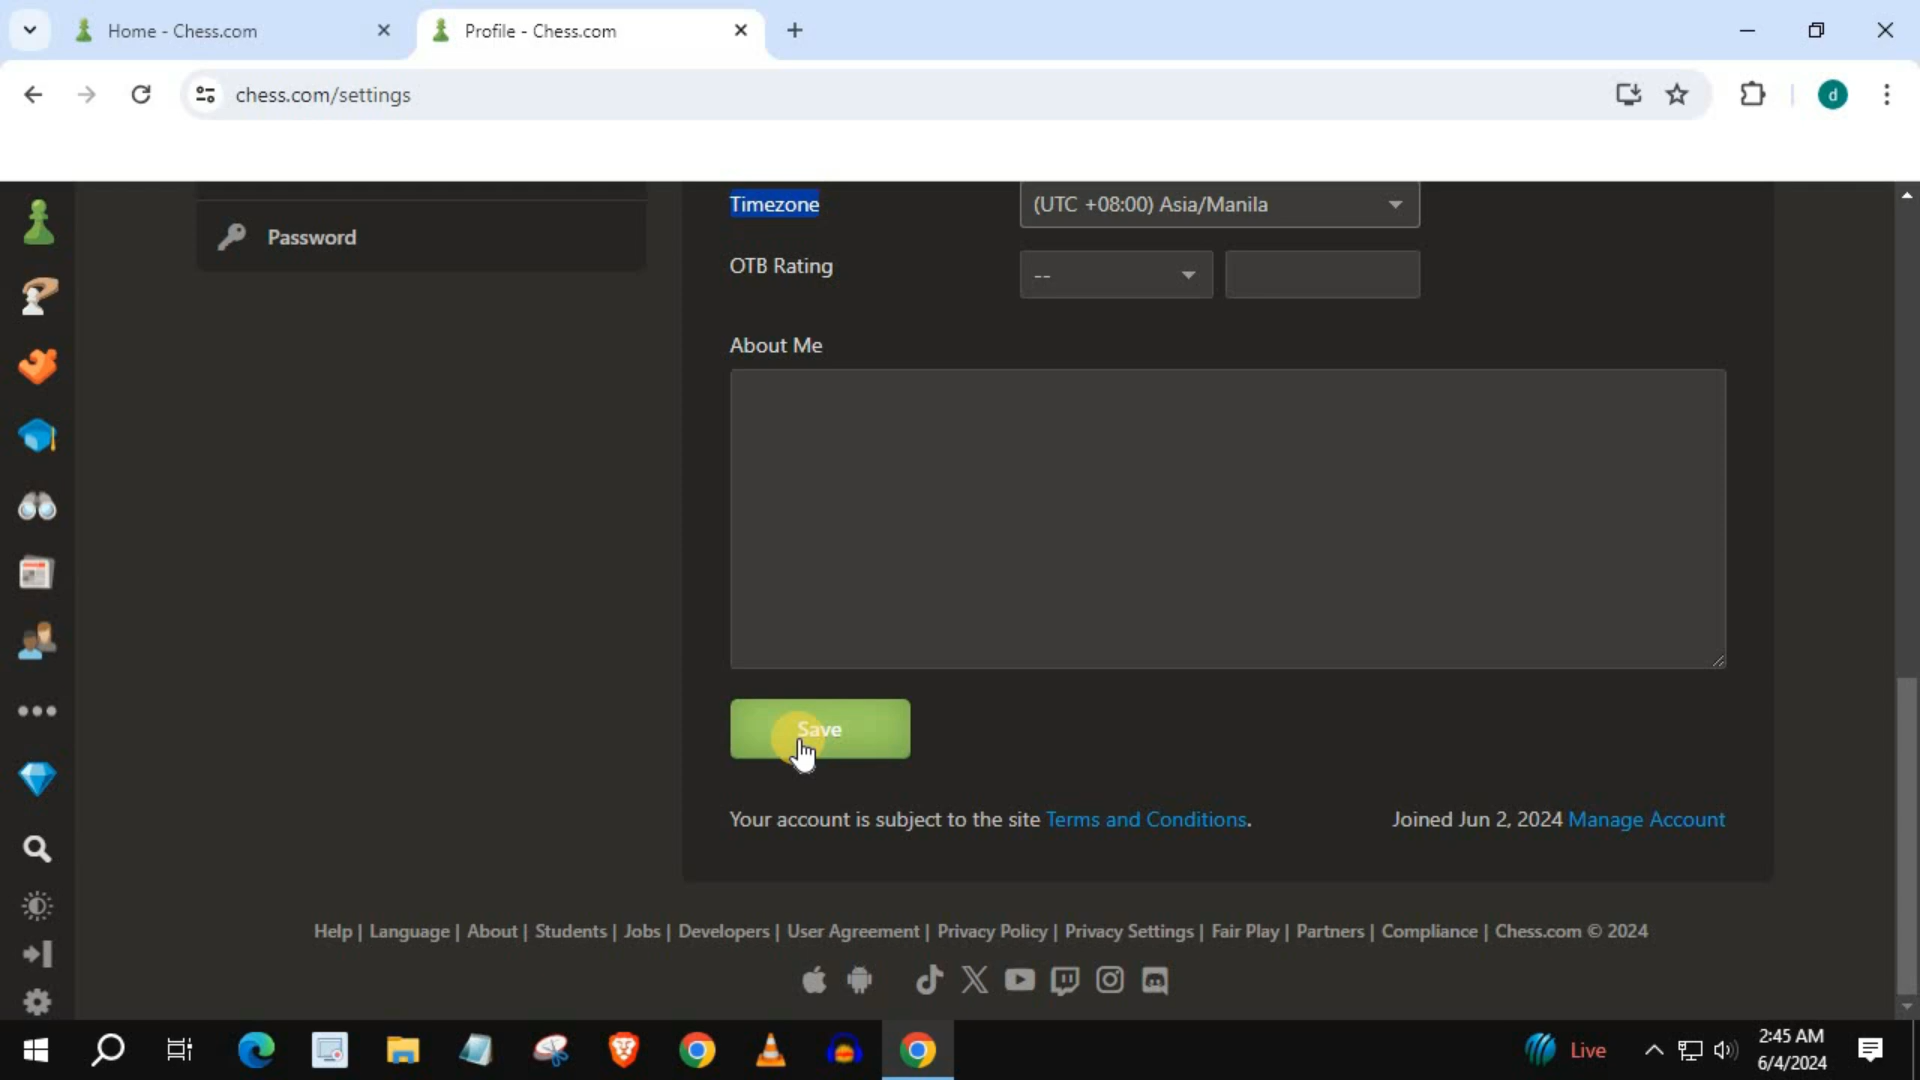 Home - Chess.com
Profile - Chess.com
chess.com/settings
d
Timezone
(UTC +08:00) Asia/Manila
Password
OTB Rating
--
About Me
Save
Your account is subject to the site Terms and Conditions.
Joined Jun 2, 2024 Manage Account
Help | Language | About | Students | Jobs | Developers | User Agreement | Privacy Policy | Privacy Settings | Fair Play | Partners | Compliance | Chess.com © 2024
Live
2:45 AM
6/4/2024